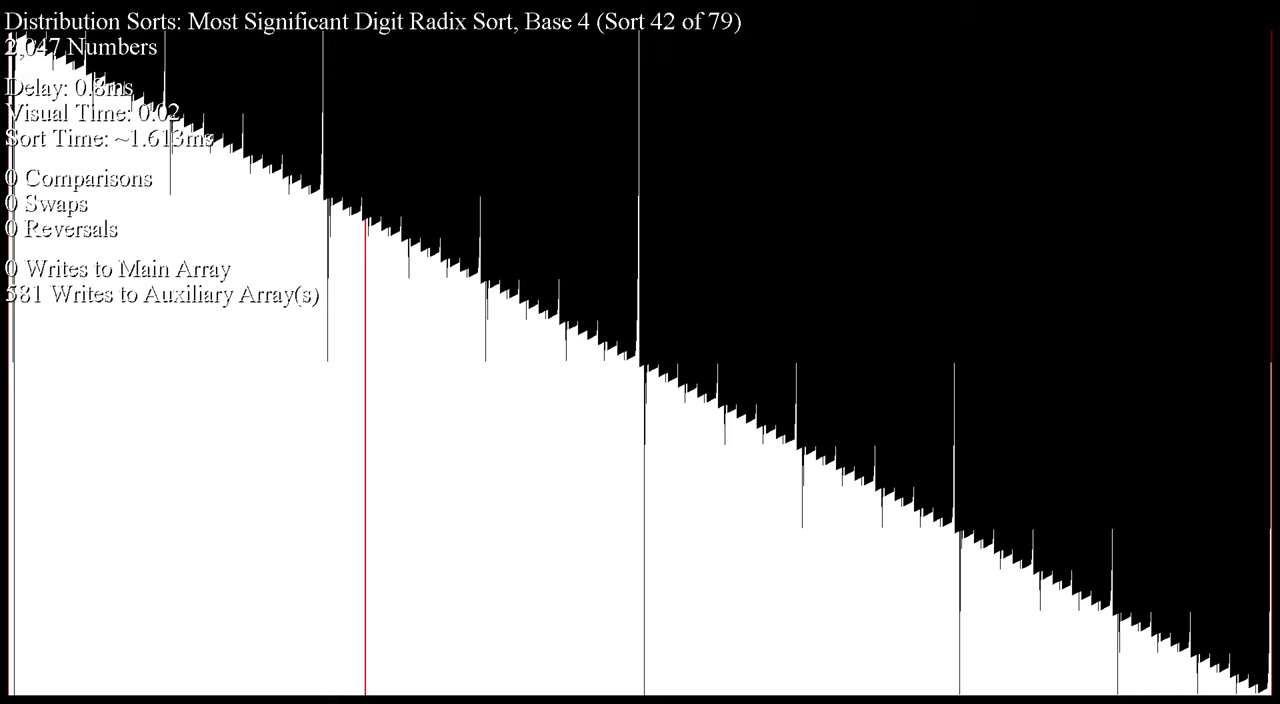 Distribution Sorts: Most Significant Digit Radix Sort, Base 4 (Sort 42 of 79)
2,047 Numbers
Delay: 0.8ms
Visual Time: 0:02
Sort Time: ~1.613ms
0 Comparisons
0 Swaps
0 Reversals
0 Writes to Main Array
581 Writes to Auxiliary Array(s)